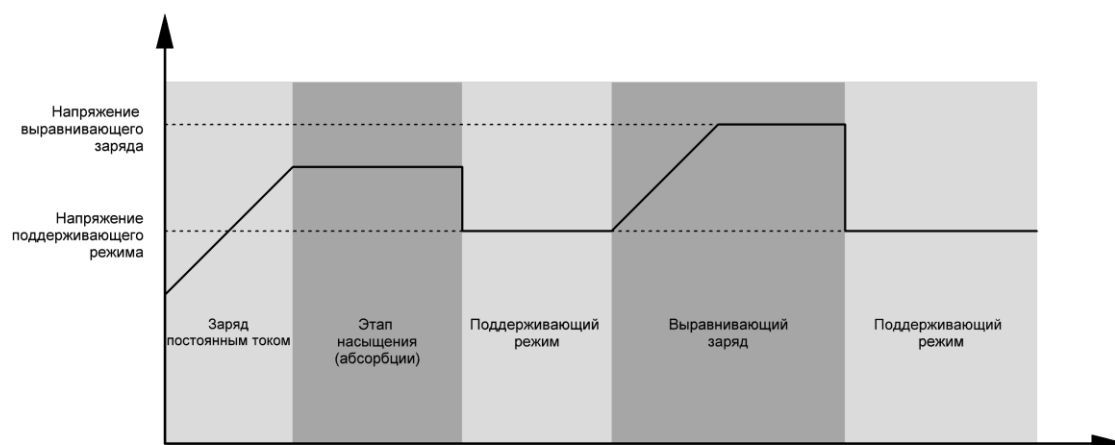 Напряжение
выравнивающего
заряда
Напряжение
поддерживающего
режима
Заряд
постоянным током
Этап
насыщения
(абсорбции)
Поддерживающий
режим
Выравнивающий
заряд
Поддерживающий
режим